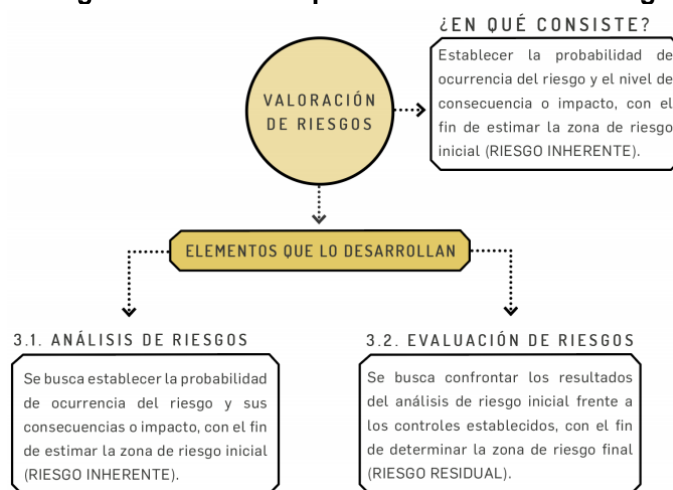 ¿EN QUÉ CONSISTE?
Establecer la probabilidad de
ocurrencia del riesgo y el nivel de
consecuencia o impacto, con el
fin de estimar la zona de riesgo
inicial (RIESGO INHERENTE).
VALORACIÓN
DE RIESGOS
ELEMENTOS QUE LO DESARROLLAN
3.1. ANÁLISIS DE RIESGOS
Se busca establecer la probabilidad
de ocurrencia del riesgo y sus
consecuencias o impacto, con el fin
de estimar la zona de riesgo inicial
(RIESGO INHERENTE).
3.2. EVALUACIÓN DE RIESGOS
Se busca confrontar los resultados
del análisis de riesgo inicial frente a
los controles establecidos, con el fin
de determinar la zona de riesgo final
(RIESGO RESIDUAL).